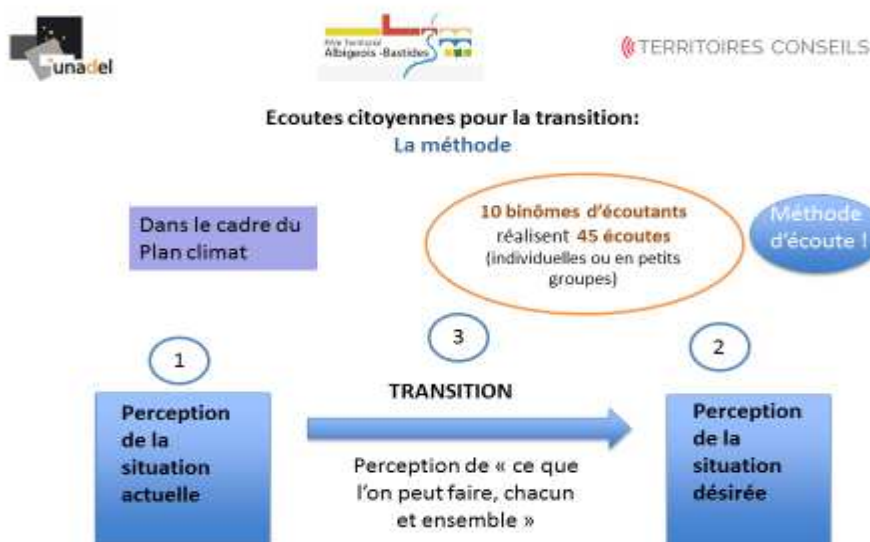 unadel
Pôle Territorial
Albigeois-Bastides
TERRITOIRES CONSEILS
Ecoutes citoyennes pour la transition:
La méthode
Dans le cadre du
Plan climat
10 binômes d'écoutants
réalisent 45 écoutes
(individuelles ou en petits
groupes)
Méthode
d'écoute !
1
3
2
TRANSITION
Perception
de la
situation
actuelle
Perception de « ce que
l'on peut faire, chacun
et ensemble »
Perception
de la
situation
désirée